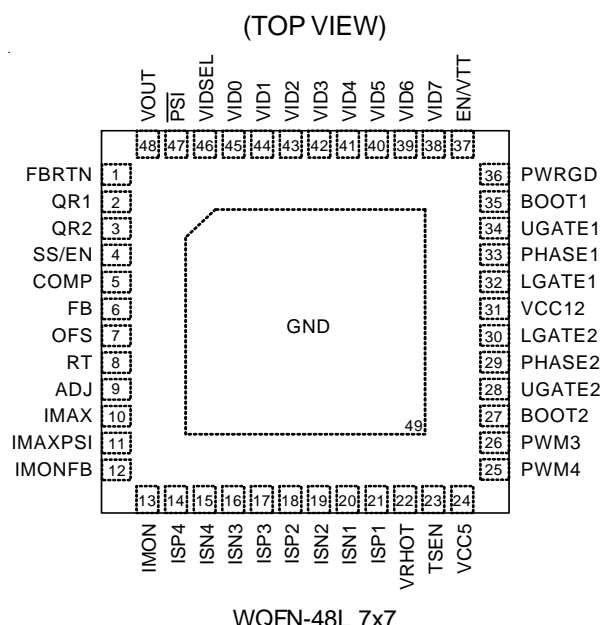 (TOP VIEW)
VOUT
PSI
VIDSEL
VID0
VID1
VID2
VID3
VID4
VID5
VID6
VID7
EN/VTT
48 47 46 45 44 43 42 41 40 39 38 37
FBRTN 1
QR1 2
QR2 3
SS/EN 4
COMP 5
FB 6
OFS 7
RT 8
ADJ 9
IMAX 10
IMAXPSI 11
IMONFB 12
GND
49
36 PWRGD
35 BOOT1
34 UGATE1
33 PHASE1
32 LGATE1
31 VCC12
30 LGATE2
29 PHASE2
28 UGATE2
27 BOOT2
26 PWM3
25 PWM4
13 14 15 16 17 18 19 20 21 22 23 24
IMON
ISP4
ISN4
ISN3
ISP3
ISP2
ISN2
ISN1
ISP1
VRHOT
TSEN
VCC5
WQFN-48L 7x7